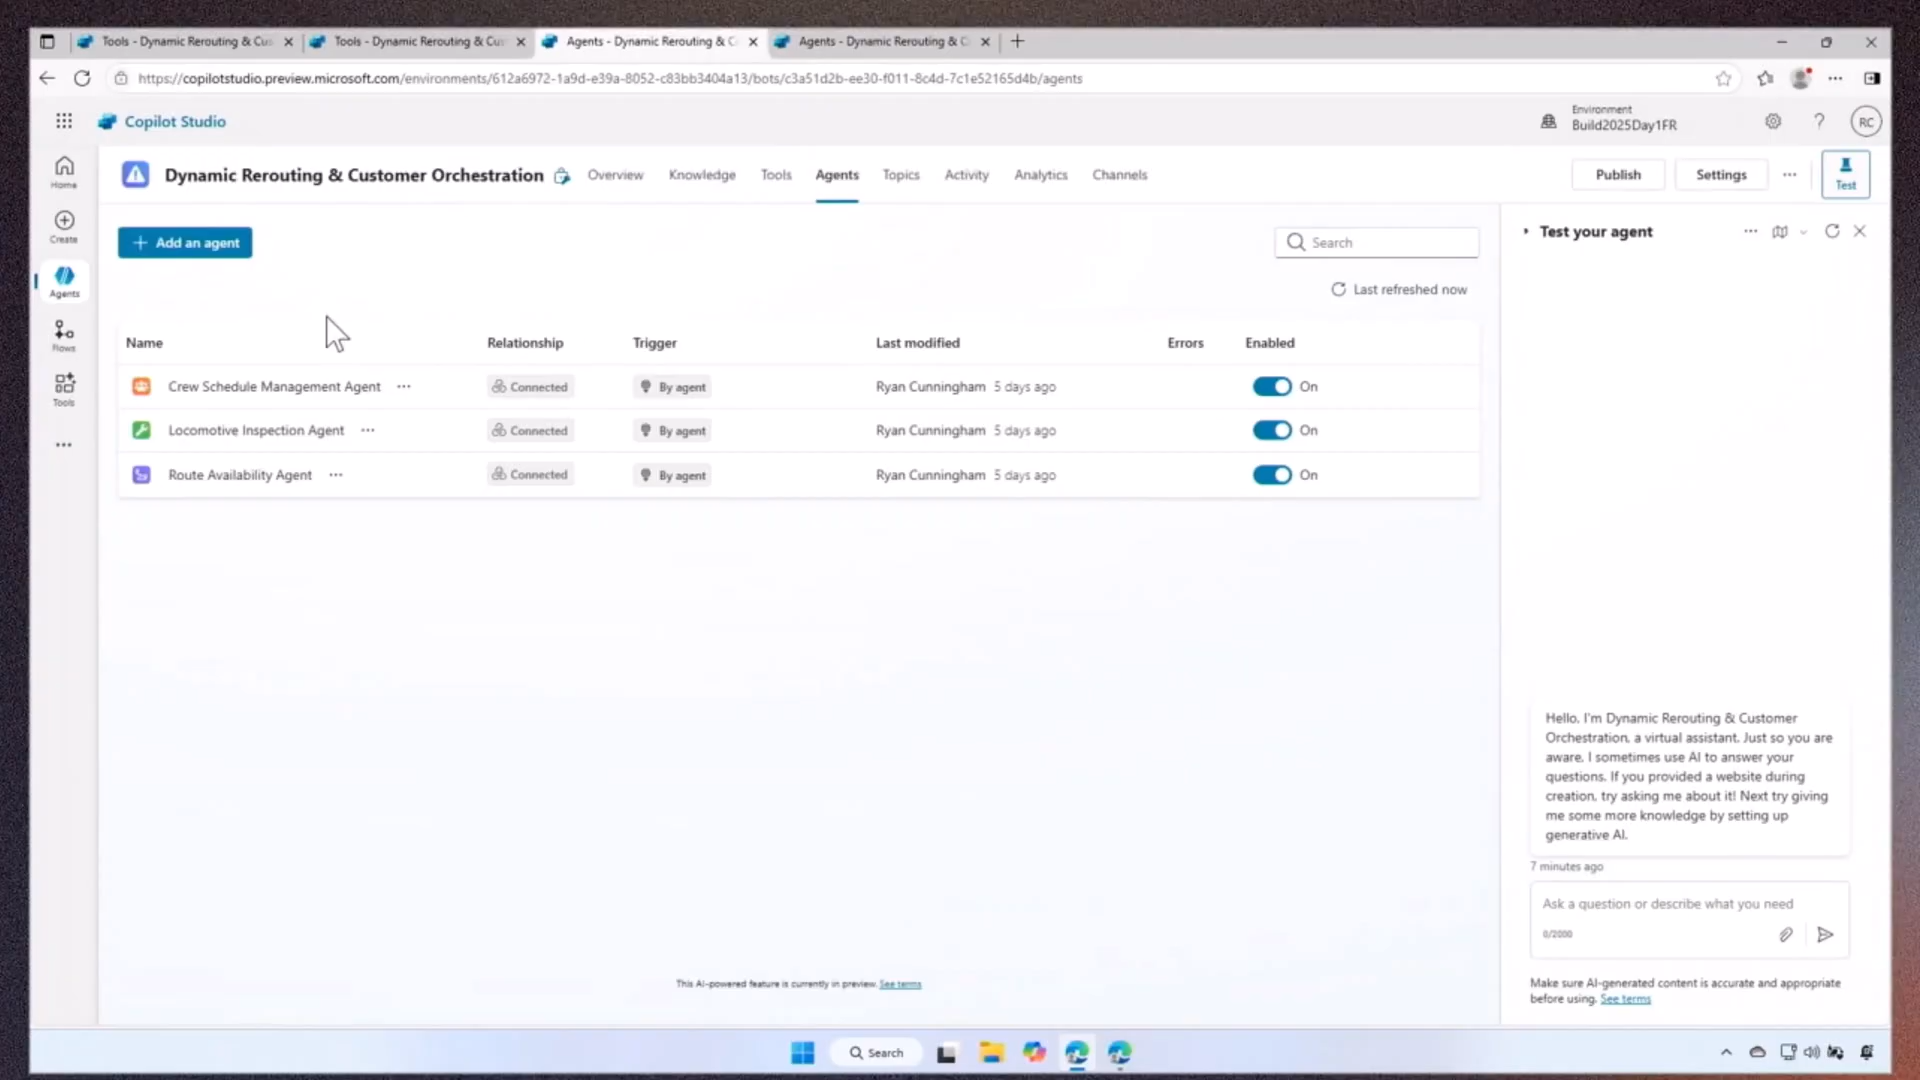 Tools - Dynamic Rerouting & Cus
Tools - Dynamic Rerouting & Cus
Agents - Dynamic Rerouting & C
Agents - Dynamic Rerouting & C
https://copilotstudio.preview.microsoft.com/environments/612a6972-1a9d-e39a-8052-c83bb3404a13/bots/c3a51d2b-ee30-f011-8c4d-7c1e52165d4b/agents
Copilot Studio
Environment
Build2025Day1FR
RC
Home
Create
Agents
Flows
Tools
Dynamic Rerouting & Customer Orchestration
Overview
Knowledge
Tools
Agents
Topics
Activity
Analytics
Channels
Publish
Settings
Test
Add an agent
Search
Last refreshed now
Name Relationship Trigger Last modified Errors Enabled
Crew Schedule Management Agent Connected By agent Ryan Cunningham 5 days ago On
Locomotive Inspection Agent Connected By agent Ryan Cunningham 5 days ago On
Route Availability Agent Connected By agent Ryan Cunningham 5 days ago On
This AI-powered feature is currently in preview. See terms
Test your agent
Hello, I'm Dynamic Rerouting & Customer
Orchestration, a virtual assistant. Just so you are
aware, I sometimes use AI to answer your
questions. If you provided a website during
creation, try asking me about it! Next try giving
me some more knowledge by setting up
generative AI.
7 minutes ago
Ask a question or describe what you need
0/2000
Make sure AI-generated content is accurate and appropriate
before using. See terms
Search